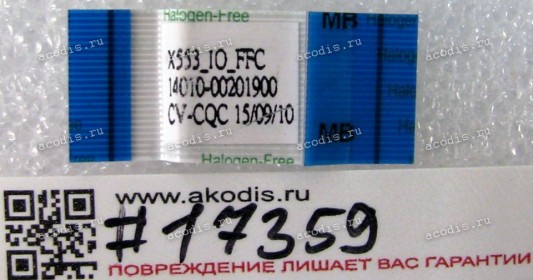 Halogen-Free
MB
X553_IO_FFC
14010-00201900
CV-CQC 15/09/10
MB
Halogen-Free
www.akodis.ru
#17359
ПОВРЕЖДЕНИЕ ЛИШАЕТ ВАС ГАРАНТИИ